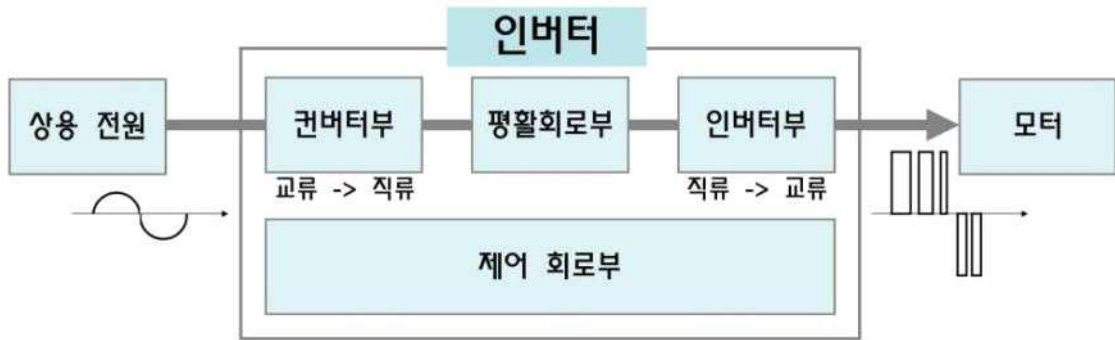 인버터
상용 전원
컨버터부
평활회로부
인버터부
모터
교류 -> 직류
직류 -> 교류
제어 회로부